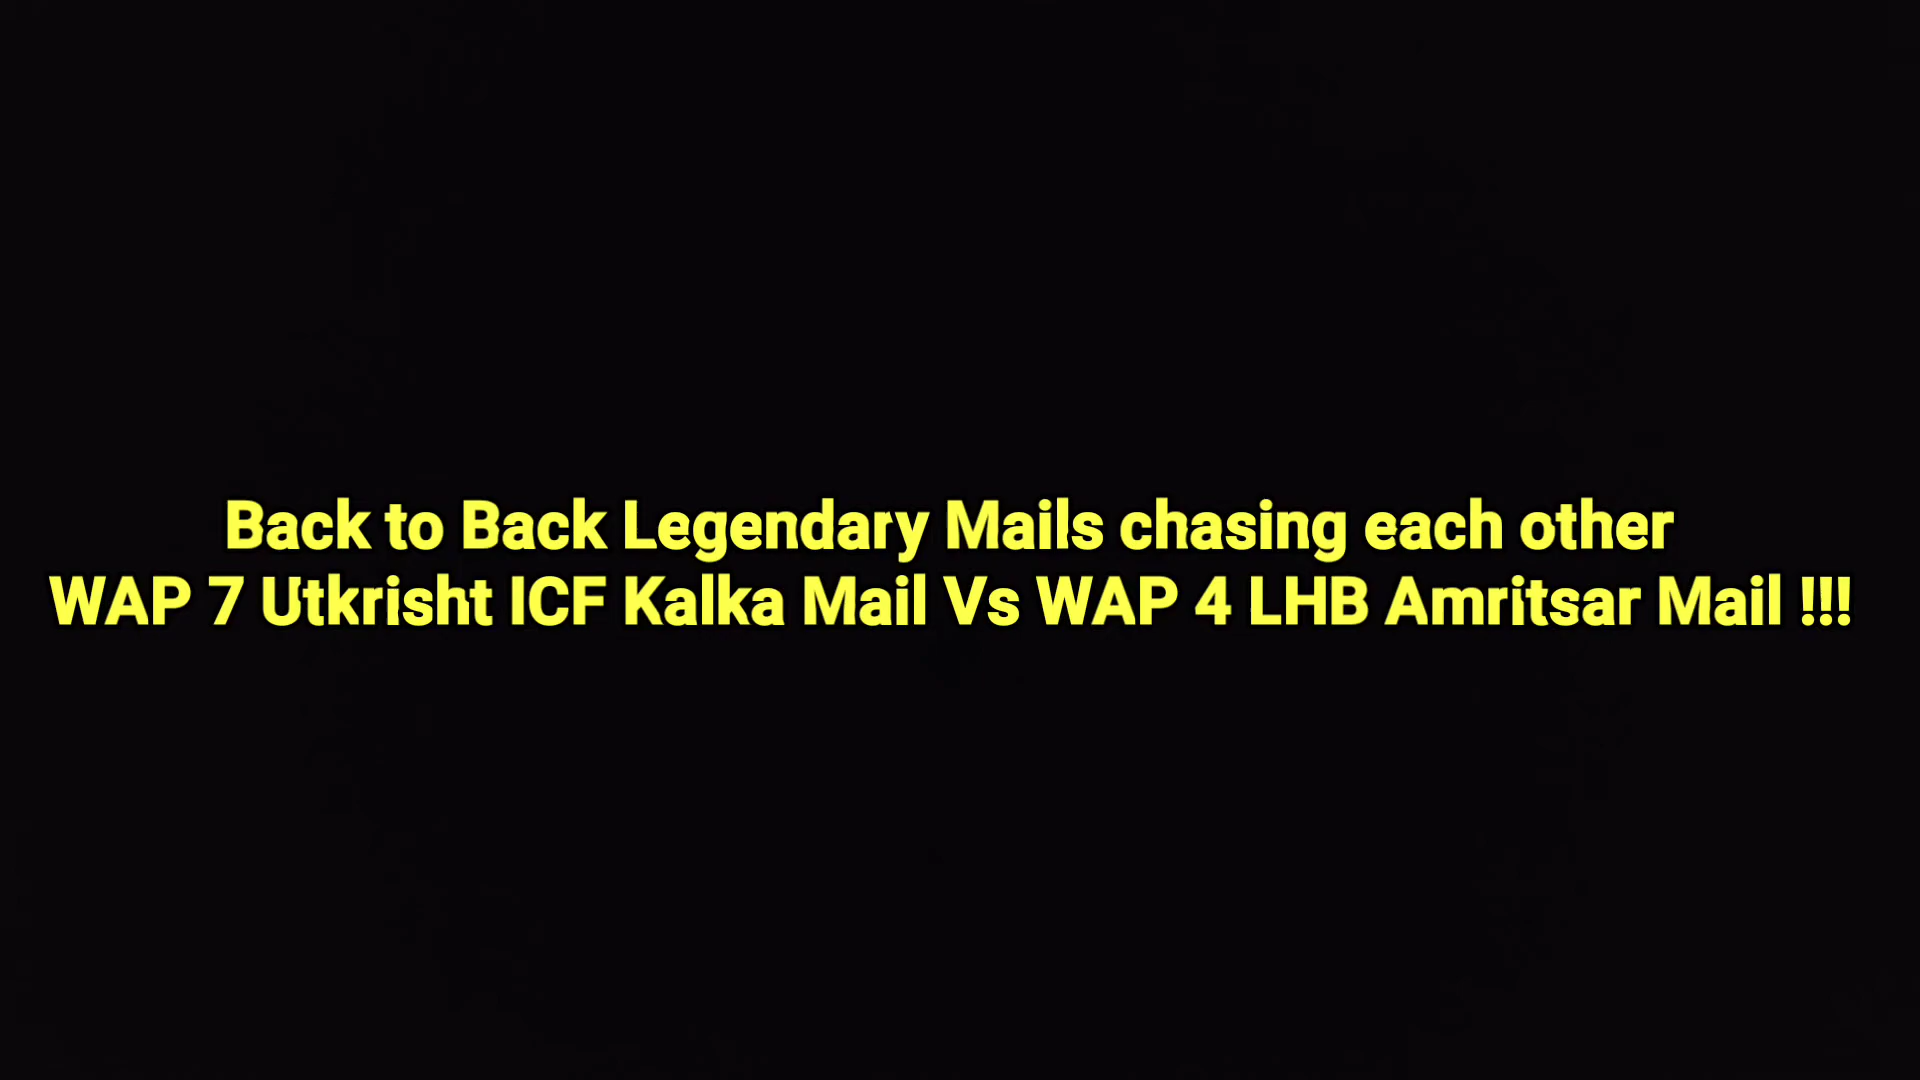 Back to Back Legendary Mails chasing each other
WAP 7 Utkrisht ICF Kalka Mail Vs WAP 4 LHB Amritsar Mail !!!